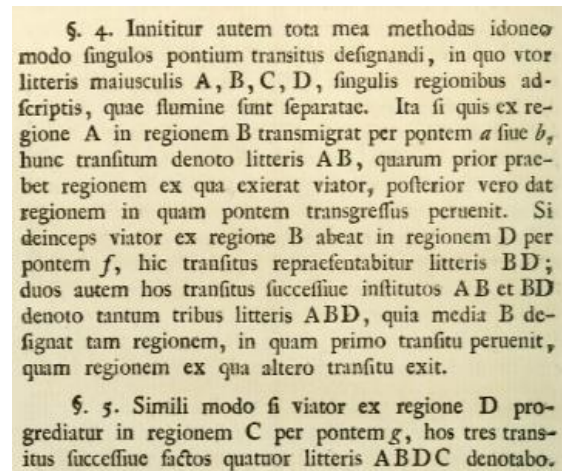 §. 4. Innititur autem tota mea methodus idoneo
modo ſingulos pontium transitus deſignandi, in quo vtor
litteris maiusculis A, B, C, D, ſingulis regionibus ad-
ſcriptis, quae flumine ſunt ſeparatae. Ita ſi quis ex re-
gione A in regionem B transmigrat per pontem a ſiue b,
hunc tranſitum denoto litteris AB, quarum prior prae-
bet regionem ex qua exierat viator, poſterior vero dat
regionem in quam pontem transgreſſus peruenit. Si
deinceps viator ex regione B abeat in regionem D per
pontem f, hic tranſitus repraeſentabitur litteris BD;
duos autem hos tranſitus ſucceſſiue inſtitutos AB et BD
denoto tantum tribus litteris ABD, quia media B de-
ſignat tam regionem, in quam primo tranſitu peruenit,
quam regionem ex qua altero tranſitu exit.
§. 5. Simili modo ſi viator ex regione D pro-
grediatur in regionem C per pontem g, hos tres trans-
itus ſucceſſiue factos quatuor litteris ABDC denotabo.